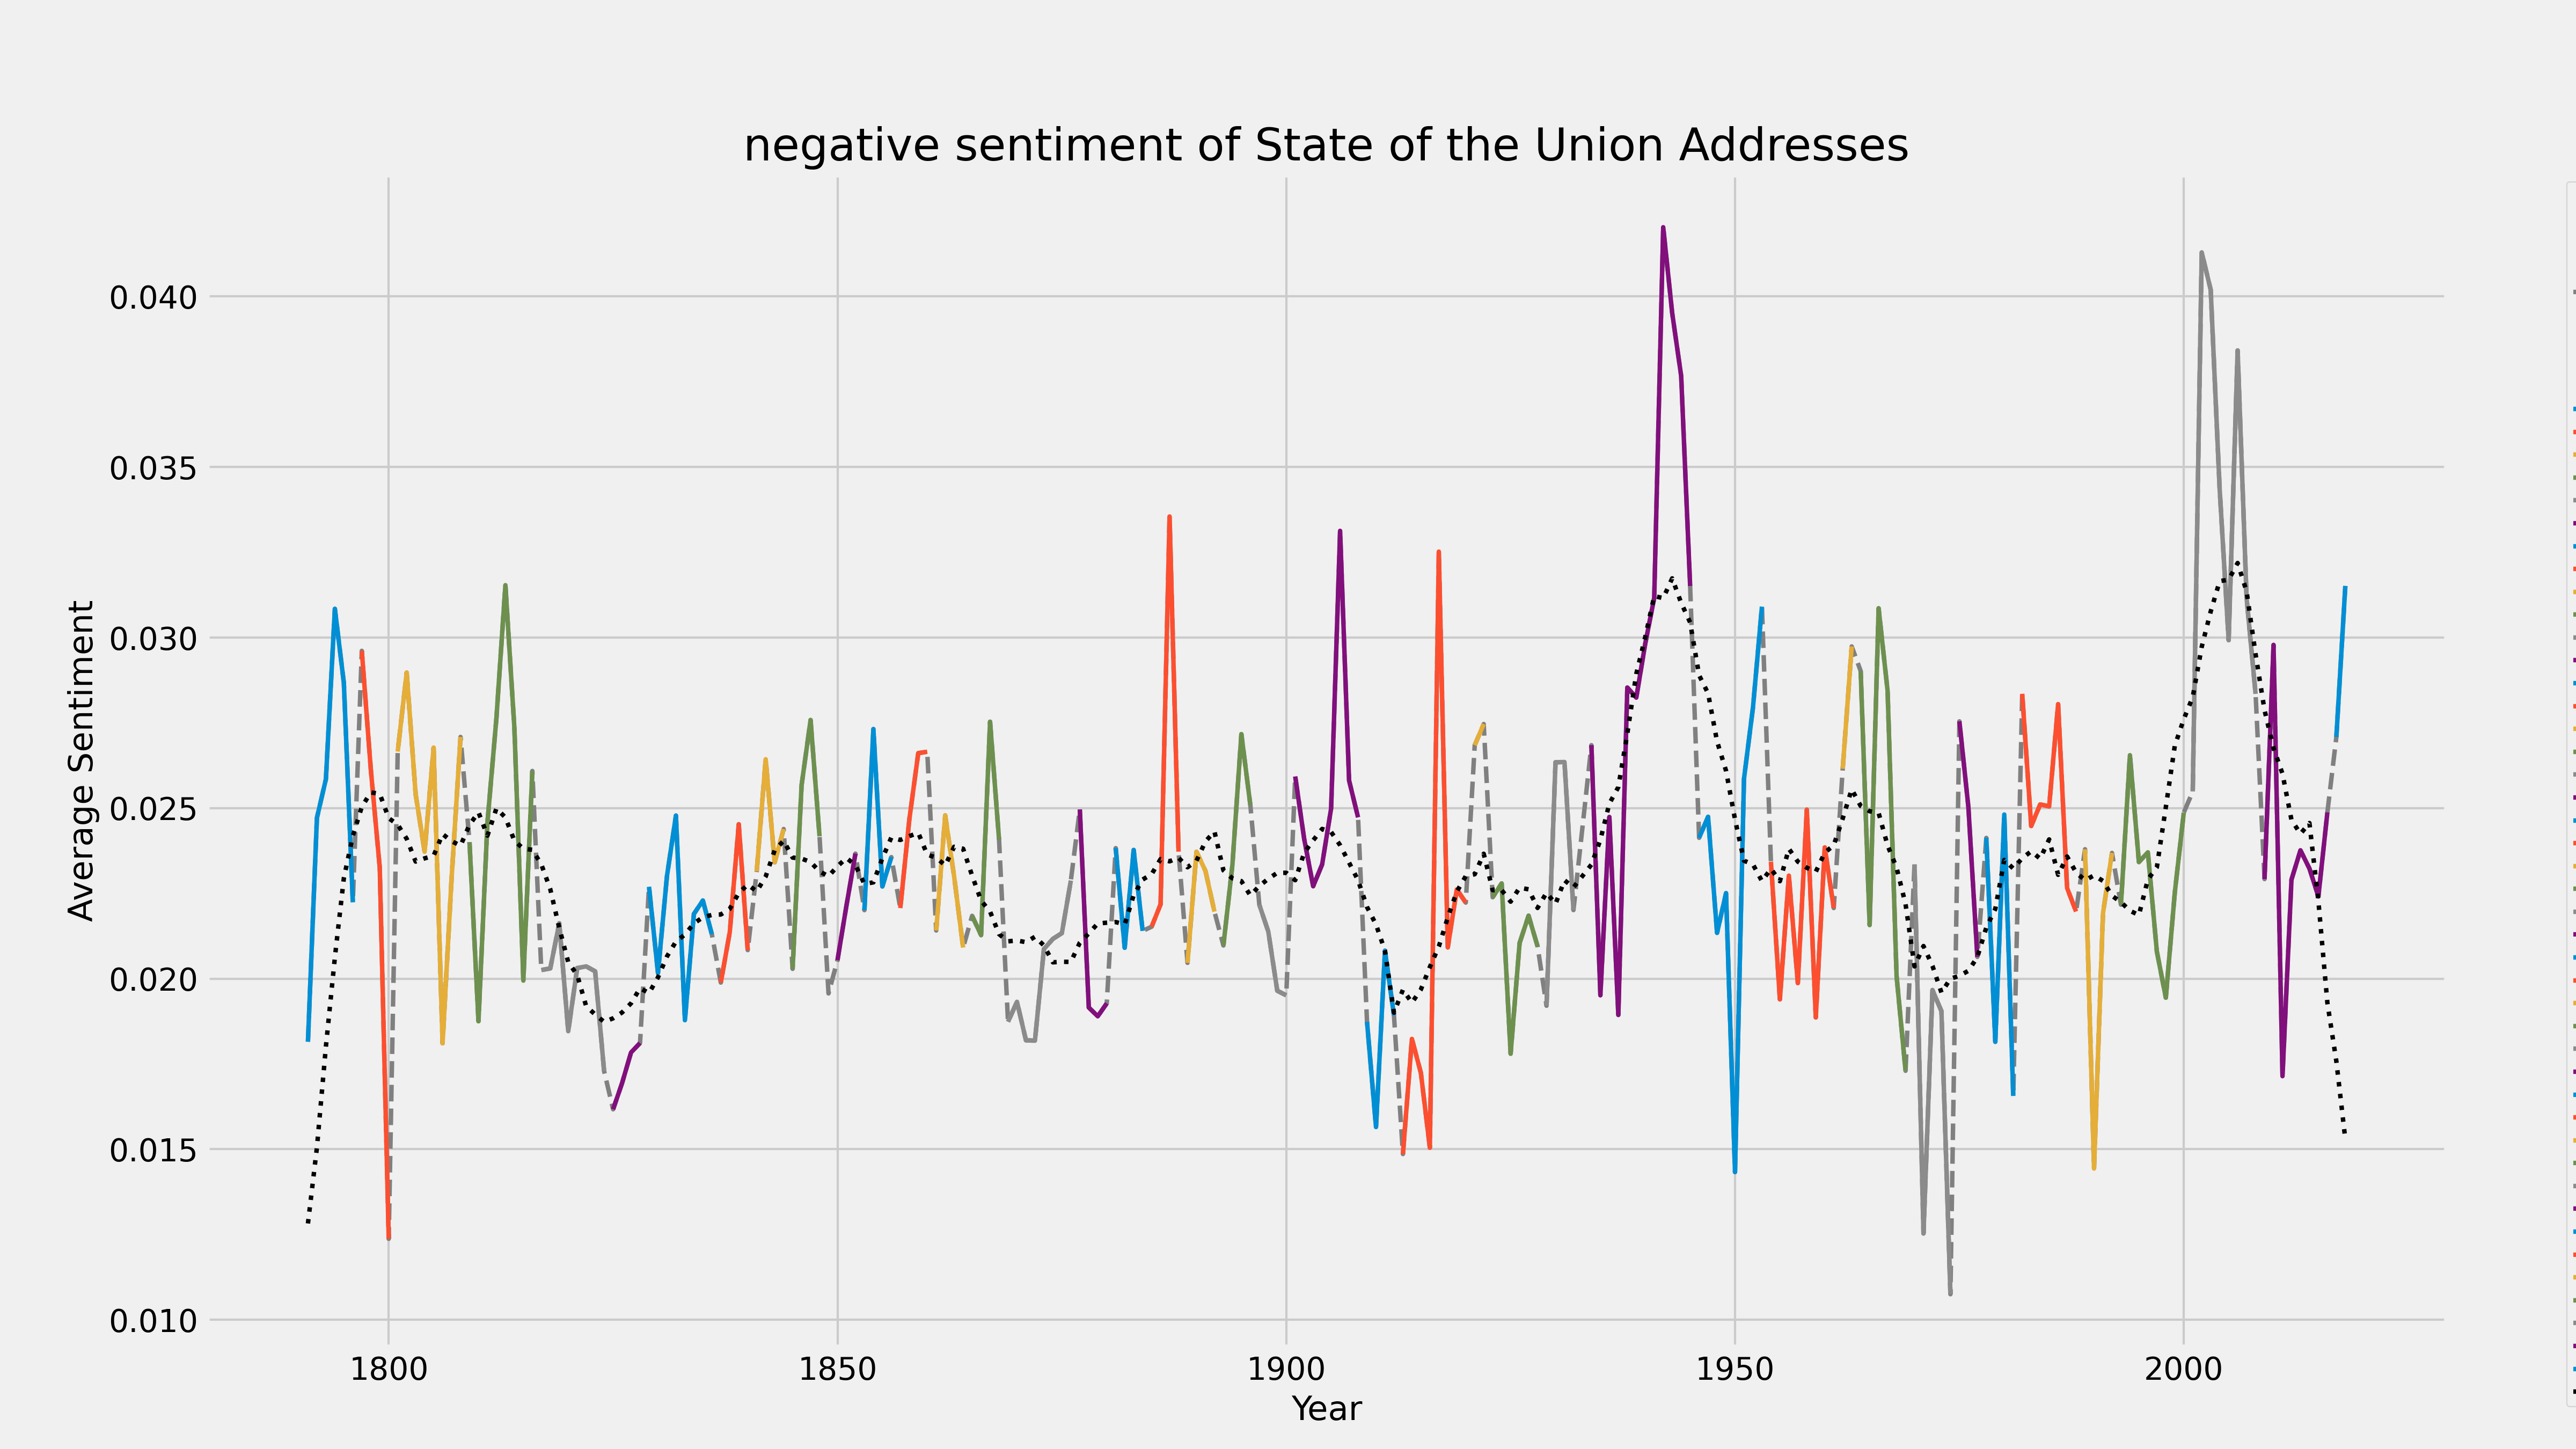 negative sentiment of State of the Union Addresses
0.040
0.035
0.030
0.025
0.020
0.015
0.010
Average Sentiment
1800 1850 1900 1950 2000
Year